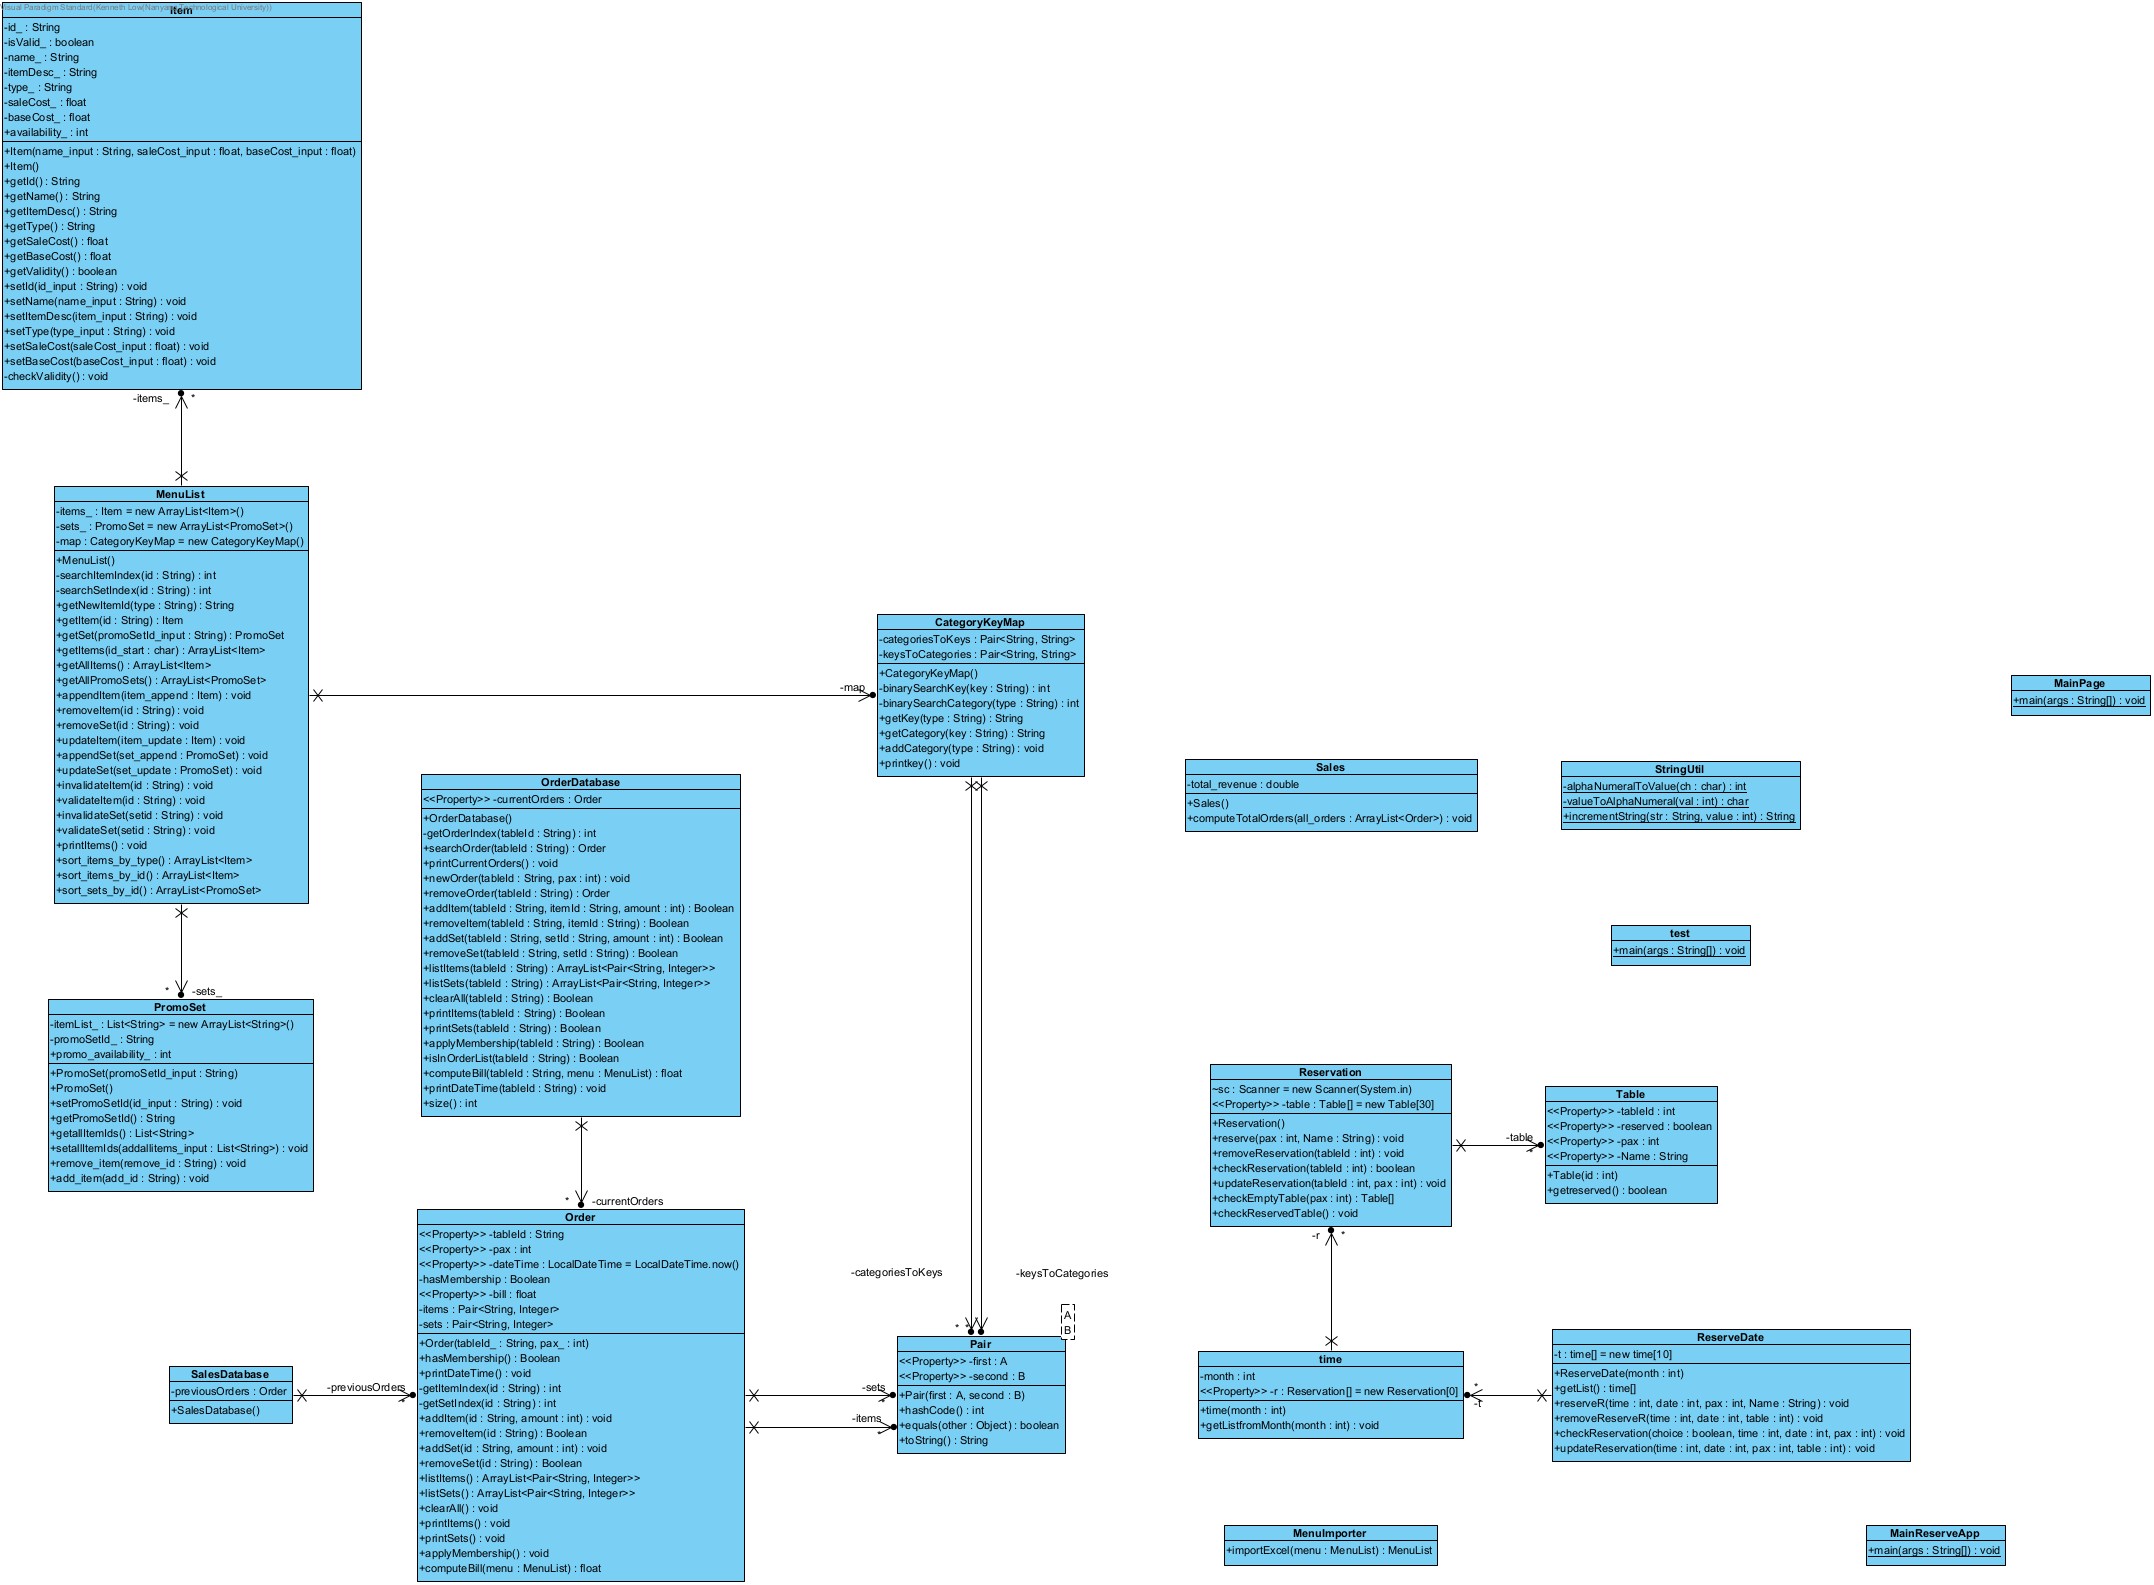 Visual Paradigm Standard(Kenneth Low(Nanyang Technological University))
Item
-id_ : String
-isValid_ : boolean
-name_ : String
-itemDesc_ : String
-type_ : String
-saleCost_ : float
-baseCost_ : float
+availability_ : int
+Item(name_input : String, saleCost_input : float, baseCost_input : float)
+Item()
+getId() : String
+getName() : String
+getItemDesc() : String
+getType() : String
+getSaleCost() : float
+getBaseCost() : float
+getValidity() : boolean
+setId(id_input : String) : void
+setName(name_input : String) : void
+setItemDesc(item_input : String) : void
+setType(type_input : String) : void
+setSaleCost(saleCost_input : float) : void
+setBaseCost(baseCost_input : float) : void
-checkValidity() : void
-items_ *
MenuList
-items_ : Item = new ArrayList<Item>()
-sets_ : PromoSet = new ArrayList<PromoSet>()
-map : CategoryKeyMap = new CategoryKeyMap()
+MenuList()
-searchItemIndex(id : String) : int
-searchSetIndex(id : String) : int
+getNewItemId(type : String) : String
+getItem(id : String) : Item
+getSet(promoSetId_input : String) : PromoSet
+getItems(id_start : char) : ArrayList<Item>
+getAllItems() : ArrayList<Item>
+getAllPromoSets() : ArrayList<PromoSet>
+appendItem(item_append : Item) : void
+removeItem(id : String) : void
+removeSet(id : String) : void
+updateItem(item_update : Item) : void
+appendSet(set_append : PromoSet) : void
+updateSet(set_update : PromoSet) : void
+invalidateItem(id : String) : void
+validateItem(id : String) : void
+invalidateSet(setid : String) : void
+validateSet(setid : String) : void
+printItems() : void
+sort_items_by_type() : ArrayList<Item>
+sort_items_by_id() : ArrayList<Item>
+sort_sets_by_id() : ArrayList<PromoSet>
-map
* -sets_
PromoSet
-itemList_ : List<String> = new ArrayList<String>()
-promoSetId_ : String
+promo_availability_ : int
+PromoSet(promoSetId_input : String)
+PromoSet()
+setPromoSetId(id_input : String) : void
+getPromoSetId() : String
+getallItemIds() : List<String>
+setallItemIds(addallitems_input : List<String>) : void
+remove_item(remove_id : String) : void
+add_item(add_id : String) : void
CategoryKeyMap
-categoriesToKeys : Pair<String, String>
-keysToCategories : Pair<String, String>
+CategoryKeyMap()
-binarySearchKey(key : String) : int
-binarySearchCategory(type : String) : int
+getKey(type : String) : String
+getCategory(key : String) : String
+addCategory(type : String) : void
+printkey() : void
OrderDatabase
<<Property>> -currentOrders : Order
+OrderDatabase()
-getOrderIndex(tableId : String) : int
+searchOrder(tableId : String) : Order
+printCurrentOrders() : void
+newOrder(tableId : String, pax : int) : void
+removeOrder(tableId : String) : Order
+addItem(tableId : String, itemId : String, amount : int) : Boolean
+removeItem(tableId : String, itemId : String) : Boolean
+addSet(tableId : String, setId : String, amount : int) : Boolean
+removeSet(tableId : String, setId : String) : Boolean
+listItems(tableId : String) : ArrayList<Pair<String, Integer>>
+listSets(tableId : String) : ArrayList<Pair<String, Integer>>
+clearAll(tableId : String) : Boolean
+printItems(tableId : String) : Boolean
+printSets(tableId : String) : Boolean
+applyMembership(tableId : String) : Boolean
+isInOrderList(tableId : String) : Boolean
+computeBill(tableId : String, menu : MenuList) : float
+printDateTime(tableId : String) : void
+size() : int
* -currentOrders
Order
<<Property>> -tableId : String
<<Property>> -pax : int
<<Property>> -dateTime : LocalDateTime = LocalDateTime.now()
-hasMembership : Boolean
<<Property>> -bill : float
-items : Pair<String, Integer>
-sets : Pair<String, Integer>
+Order(tableId_ : String, pax_ : int)
+hasMembership() : Boolean
+printDateTime() : void
-getItemIndex(id : String) : int
-getSetIndex(id : String) : int
+addItem(id : String, amount : int) : void
+removeItem(id : String) : Boolean
+addSet(id : String, amount : int) : void
+removeSet(id : String) : Boolean
+listItems() : ArrayList<Pair<String, Integer>>
+listSets() : ArrayList<Pair<String, Integer>>
+clearAll() : void
+printItems() : void
+printSets() : void
+applyMembership() : void
+computeBill(menu : MenuList) : float
SalesDatabase
-previousOrders : Order
+SalesDatabase()
-previousOrders
*
-categoriesToKeys
-keysToCategories
* *
A
B
Pair
<<Property>> -first : A
<<Property>> -second : B
+Pair(first : A, second : B)
+hashCode() : int
+equals(other : Object) : boolean
+toString() : String
-sets
*
-items
*
Sales
-total_revenue : double
+Sales()
+computeTotalOrders(all_orders : ArrayList<Order>) : void
StringUtil
-alphaNumeralToValue(ch : char) : int
-valueToAlphaNumeral(val : int) : char
+incrementString(str : String, value : int) : String
MainPage
+main(args : String[]) : void
test
+main(args : String[]) : void
Reservation
~sc : Scanner = new Scanner(System.in)
<<Property>> -table : Table[] = new Table[30]
+Reservation()
+reserve(pax : int, Name : String) : void
+removeReservation(tableId : int) : void
+checkReservation(tableId : int) : boolean
+updateReservation(tableId : int, pax : int) : void
+checkEmptyTable(pax : int) : Table[]
+checkReservedTable() : void
-table
*
Table
<<Property>> -tableId : int
<<Property>> -reserved : boolean
<<Property>> -pax : int
<<Property>> -Name : String
+Table(id : int)
+getreserved() : boolean
-r *
time
-month : int
<<Property>> -r : Reservation[] = new Reservation[0]
+time(month : int)
+getListfromMonth(month : int) : void
*
-t
ReserveDate
-t : time[] = new time[10]
+ReserveDate(month : int)
+getList() : time[]
+reserveR(time : int, date : int, pax : int, Name : String) : void
+removeReserveR(time : int, date : int, table : int) : void
+checkReservation(choice : boolean, time : int, date : int, pax : int) : void
+updateReservation(time : int, date : int, pax : int, table : int) : void
MenuImporter
+importExcel(menu : MenuList) : MenuList
MainReserveApp
+main(args : String[]) : void